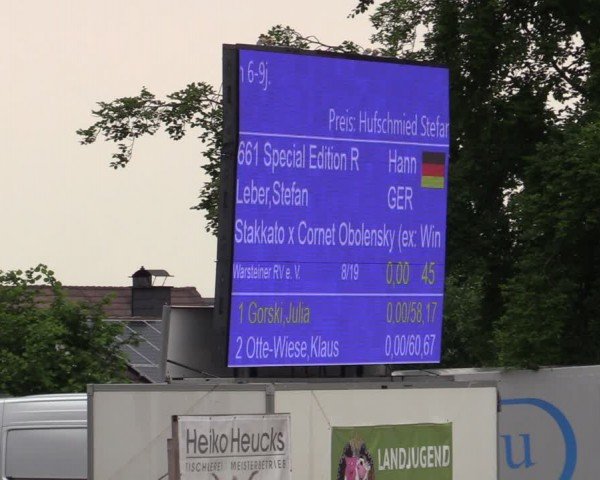 n 6-9j.
Preis: Hufschmied Stefan
661 Special Edition R Hann
Leber,Stefan GER
Stakkato x Cornet Obolensky (ex: Win
Warsteiner RV e. V. 8/19 0,00 45
1 Gorski,Julia 0,00/58,17
2 Otte-Wiese,Klaus 0,00/60,67
Heiko Heucks
TISCHLEREI MEISTERBETRIEB
LANDJUGEND
u